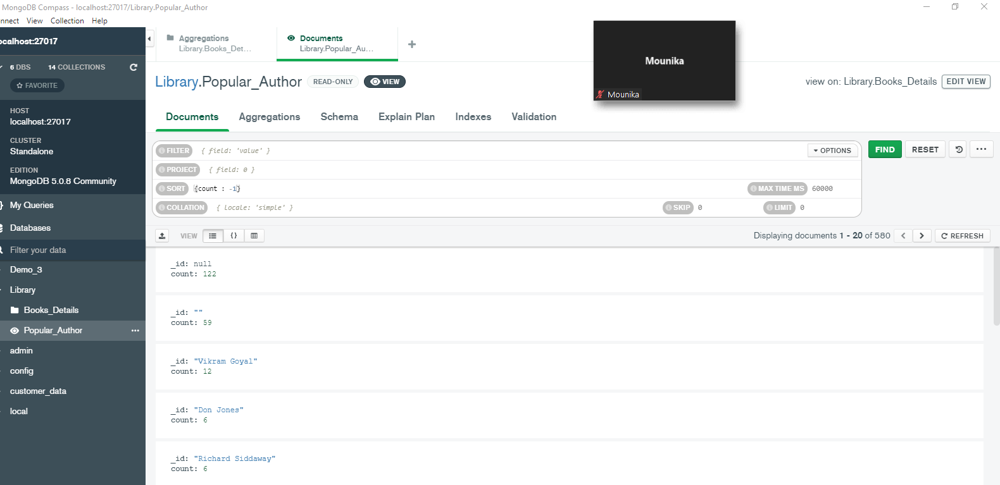 MongoDB Compass - localhost:27017/Library.Popular_Author
nnect View Collection Help
ocalhost:27017
6 DBS 14 COLLECTIONS
FAVORITE
HOST
localhost:27017
CLUSTER
Standalone
EDITION
MongoDB 5.0.8 Community
My Queries
Databases
Filter your data
Demo_3
Library
Books_Details
Popular_Author ...
admin
config
customer_data
local
Aggregations
Library.Books_Det...
Documents
Library.Popular_Au...
+
Library.Popular_Author READ-ONLY VIEW
Mounika
Mounika
view on: Library.Books_Details EDIT VIEW
Documents Aggregations Schema Explain Plan Indexes Validation
FILTER { field: 'value' } OPTIONS FIND RESET ...
PROJECT { field: 0 }
SORT {count : -1} MAX TIME MS 60000
COLLATION { locale: 'simple' } SKIP 0 LIMIT 0
VIEW {} Displaying documents 1 - 20 of 580 < > REFRESH
_id: null
count: 122
_id: ""
count: 59
_id: "Vikram Goyal"
count: 12
_id: "Don Jones"
count: 6
_id: "Richard Siddaway"
count: 6